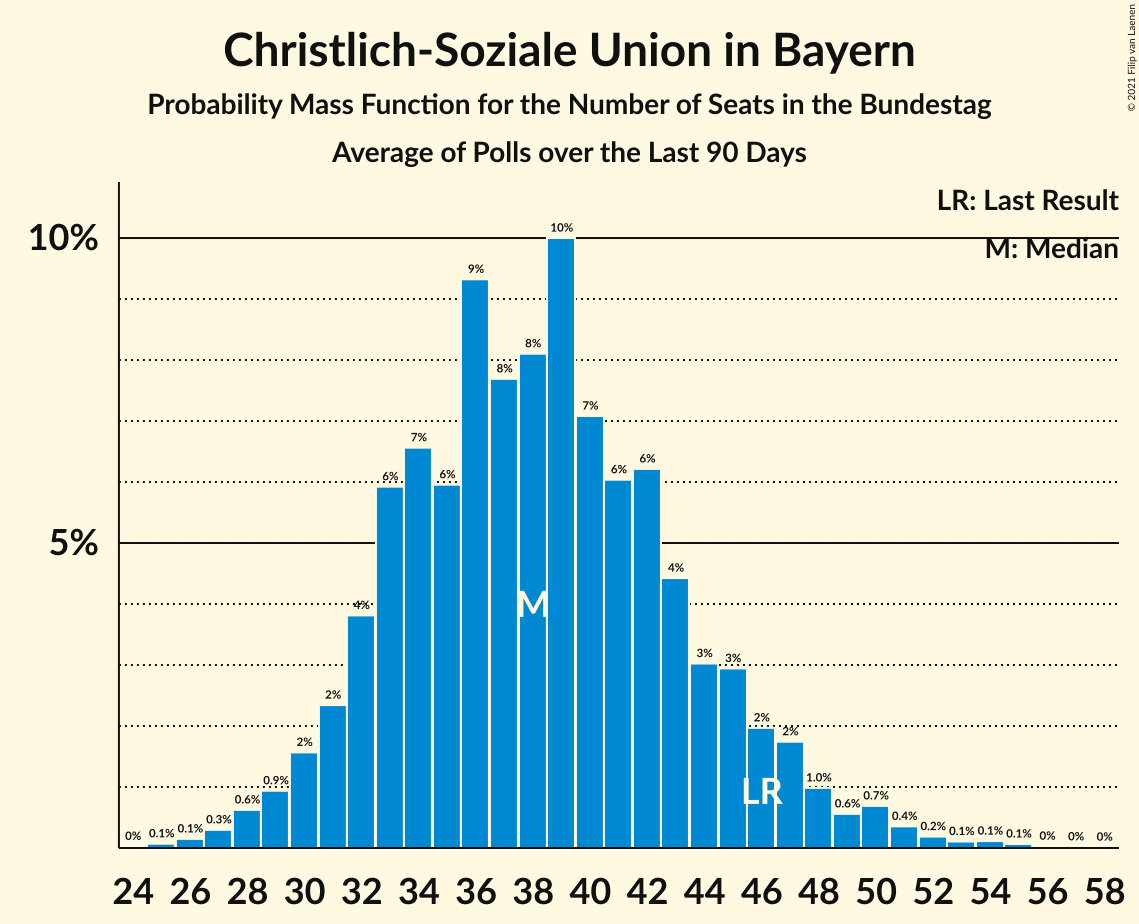 Christlich-Soziale Union in Bayern
Probability Mass Function for the Number of Seats in the Bundestag
Average of Polls over the Last 90 Days
© 2021 Filip van Laenen
LR: Last Result
M: Median
10%
5%
0% 0.1% 0.1% 0.3% 0.6% 0.9% 2% 2% 4% 6% 7% 6% 9% 8% 8% 10% 7% 6% 6% 4% 3% 3% 2% 2% 1.0% 0.6% 0.7% 0.4% 0.2% 0.1% 0.1% 0.1% 0% 0% 0%
M
LR
24 26 28 30 32 34 36 38 40 42 44 46 48 50 52 54 56 58